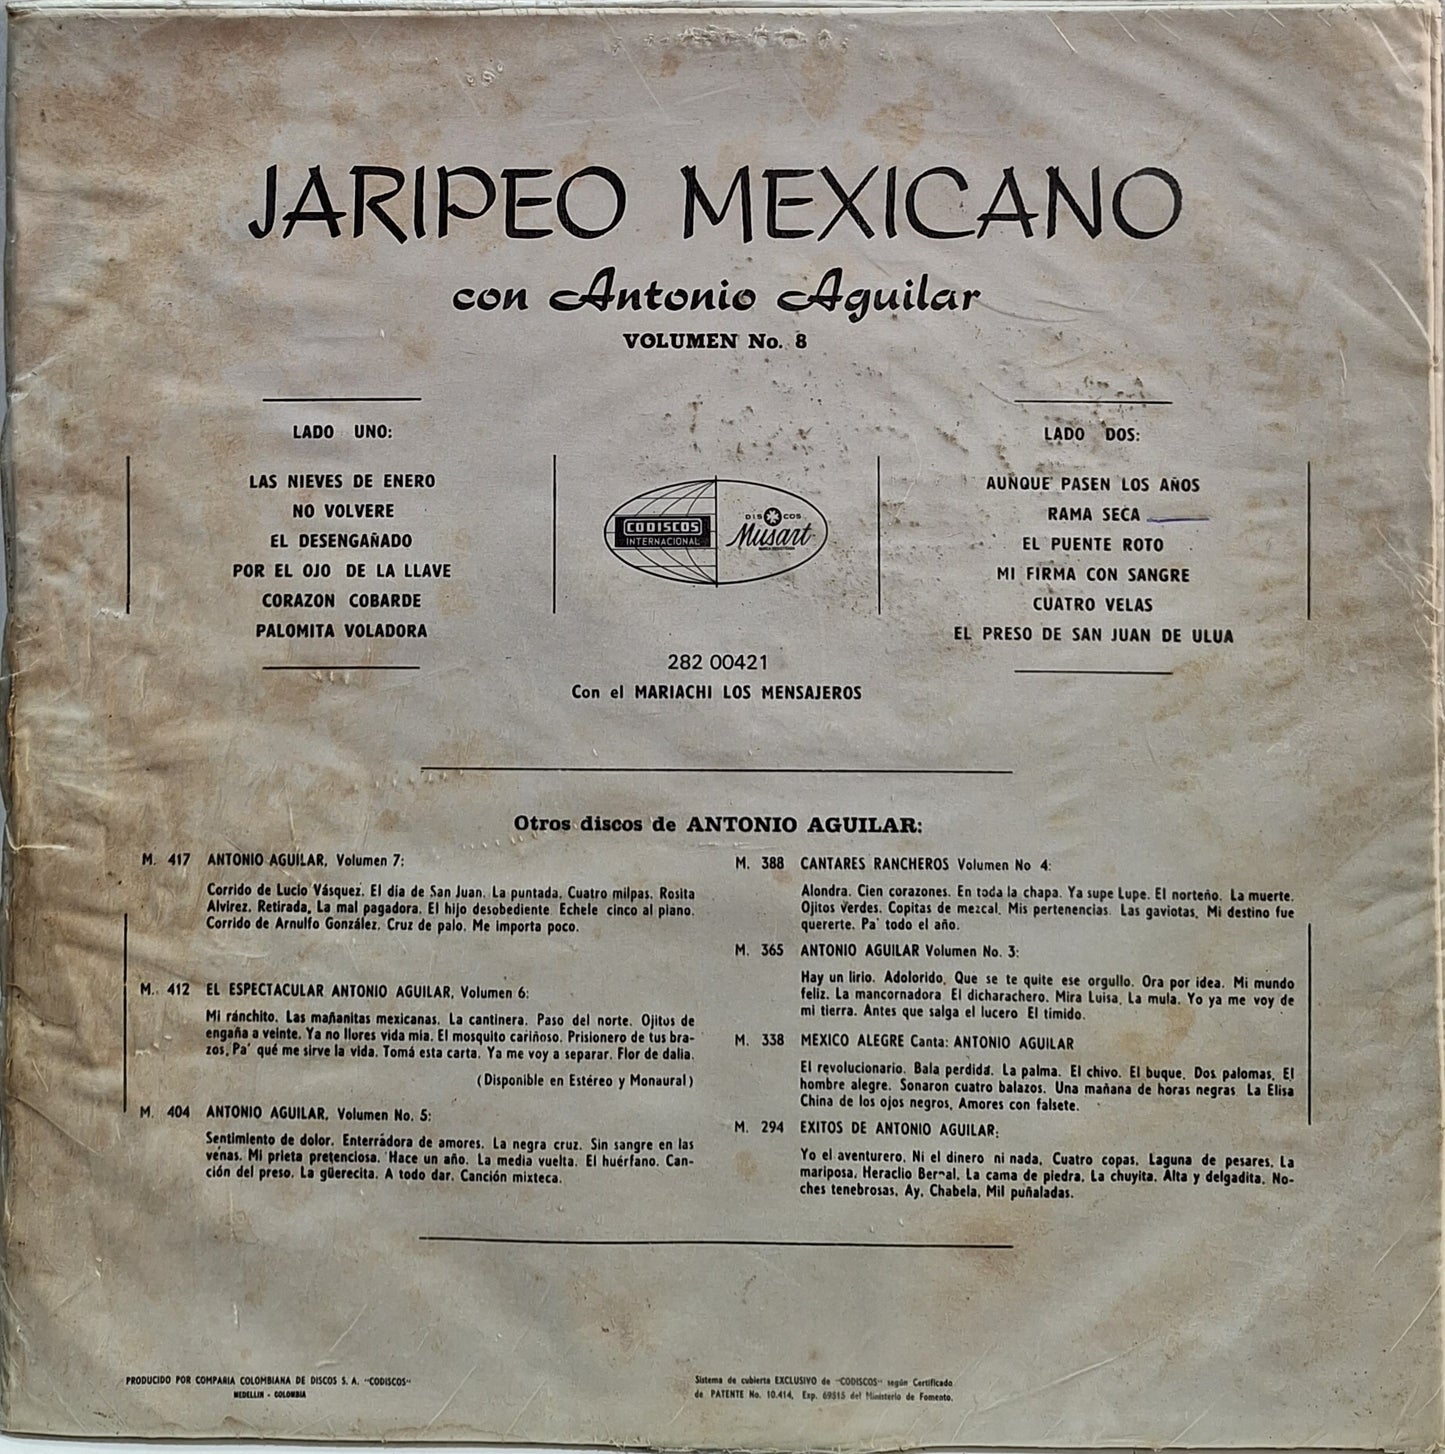 JARIPEO MEXICANO
con Antonio Aguilar
VOLUMEN No. 8
LADO UNO:
LAS NIEVES DE ENERO
NO VOLVERE
EL DESENGAÑADO
POR EL OJO DE LA LLAVE
CORAZON COBARDE
PALOMITA VOLADORA
CODISCOS
INTERNACIONAL
DISCOS
Musart
282 00421
Con el MARIACHI LOS MENSAJEROS
LADO DOS:
AUNQUE PASEN LOS AÑOS
RAMA SECA
EL PUENTE ROTO
MI FIRMA CON SANGRE
CUATRO VELAS
EL PRESO DE SAN JUAN DE ULUA
Otros discos de ANTONIO AGUILAR:
M. 417 ANTONIO AGUILAR, Volumen 7:
Corrido de Lucio Vásquez. El día de San Juan. La puntada. Cuatro milpas. Rosita
Alvirez. Retirada. La mal pagadora. El hijo desobediente. Echele cinco al piano.
Corrido de Arnulfo González. Cruz de palo. Me importa poco.
M. 412 EL ESPECTACULAR ANTONIO AGUILAR, Volumen 6:
Mi ránchito. Las mañanitas mexicanas. La cantinera. Paso del norte. Ojitos de
engaña a veinte. Ya no llores vida mía. El mosquito cariñoso. Prisionero de tus bra-
zos. Pa' qué me sirve la vida. Tomá esta carta. Ya me voy a separar. Flor de dalia.
(Disponible en Estéreo y Monaural)
M. 404 ANTONIO AGUILAR, Volumen No. 5:
Sentimiento de dolor. Enterradora de amores. La negra cruz. Sin sangre en las
venas. Mi prieta pretenciosa. Hace un año. La media vuelta. El huérfano. Can-
ción del preso. La güerecita. A todo dar. Canción mixteca.
M. 388 CANTARES RANCHEROS Volumen No 4:
Alondra. Cien corazones. En toda la chapa. Ya supe Lupe. El norteño. La muerte.
Ojitos Verdes. Copitas de mezcal. Mis pertenencias. Las gaviotas. Mi destino fue
quererte. Pa' todo el año.
M. 365 ANTONIO AGUILAR Volumen No. 3:
Hay un lirio. Adolorido. Que se te quite ese orgullo. Ora por idea. Mi mundo
feliz. La mancornadora El dicharachero. Mira Luisa. La mula. Yo ya me voy de
mi tierra. Antes que salga el lucero El tímido.
M. 338 MEXICO ALEGRE Canta: ANTONIO AGUILAR
El revolucionario. Bala perdida. La palma. El chivo. El buque. Dos palomas. El
hombre alegre. Sonaron cuatro balazos. Una mañana de horas negras La Elisa
China de los ojos negros. Amores con falsete.
M. 294 EXITOS DE ANTONIO AGUILAR:
Yo el aventurero. Ni el dinero ni nada. Cuatro copas. Laguna de pesares. La
mariposa. Heraclio Bernal. La cama de piedra. La chuyita. Alta y delgadita. No-
ches tenebrosas. Ay, Chabela. Mil puñaladas.
PRODUCIDO POR COMPAÑIA COLOMBIANA DE DISCOS S. A. "CODISCOS"
MEDELLIN - COLOMBIA
Sistema de cubierta EXCLUSIVO de "CODISCOS" según Certificado
de PATENTE No. 10.414, Exp. 69515 del Ministerio de Fomento.